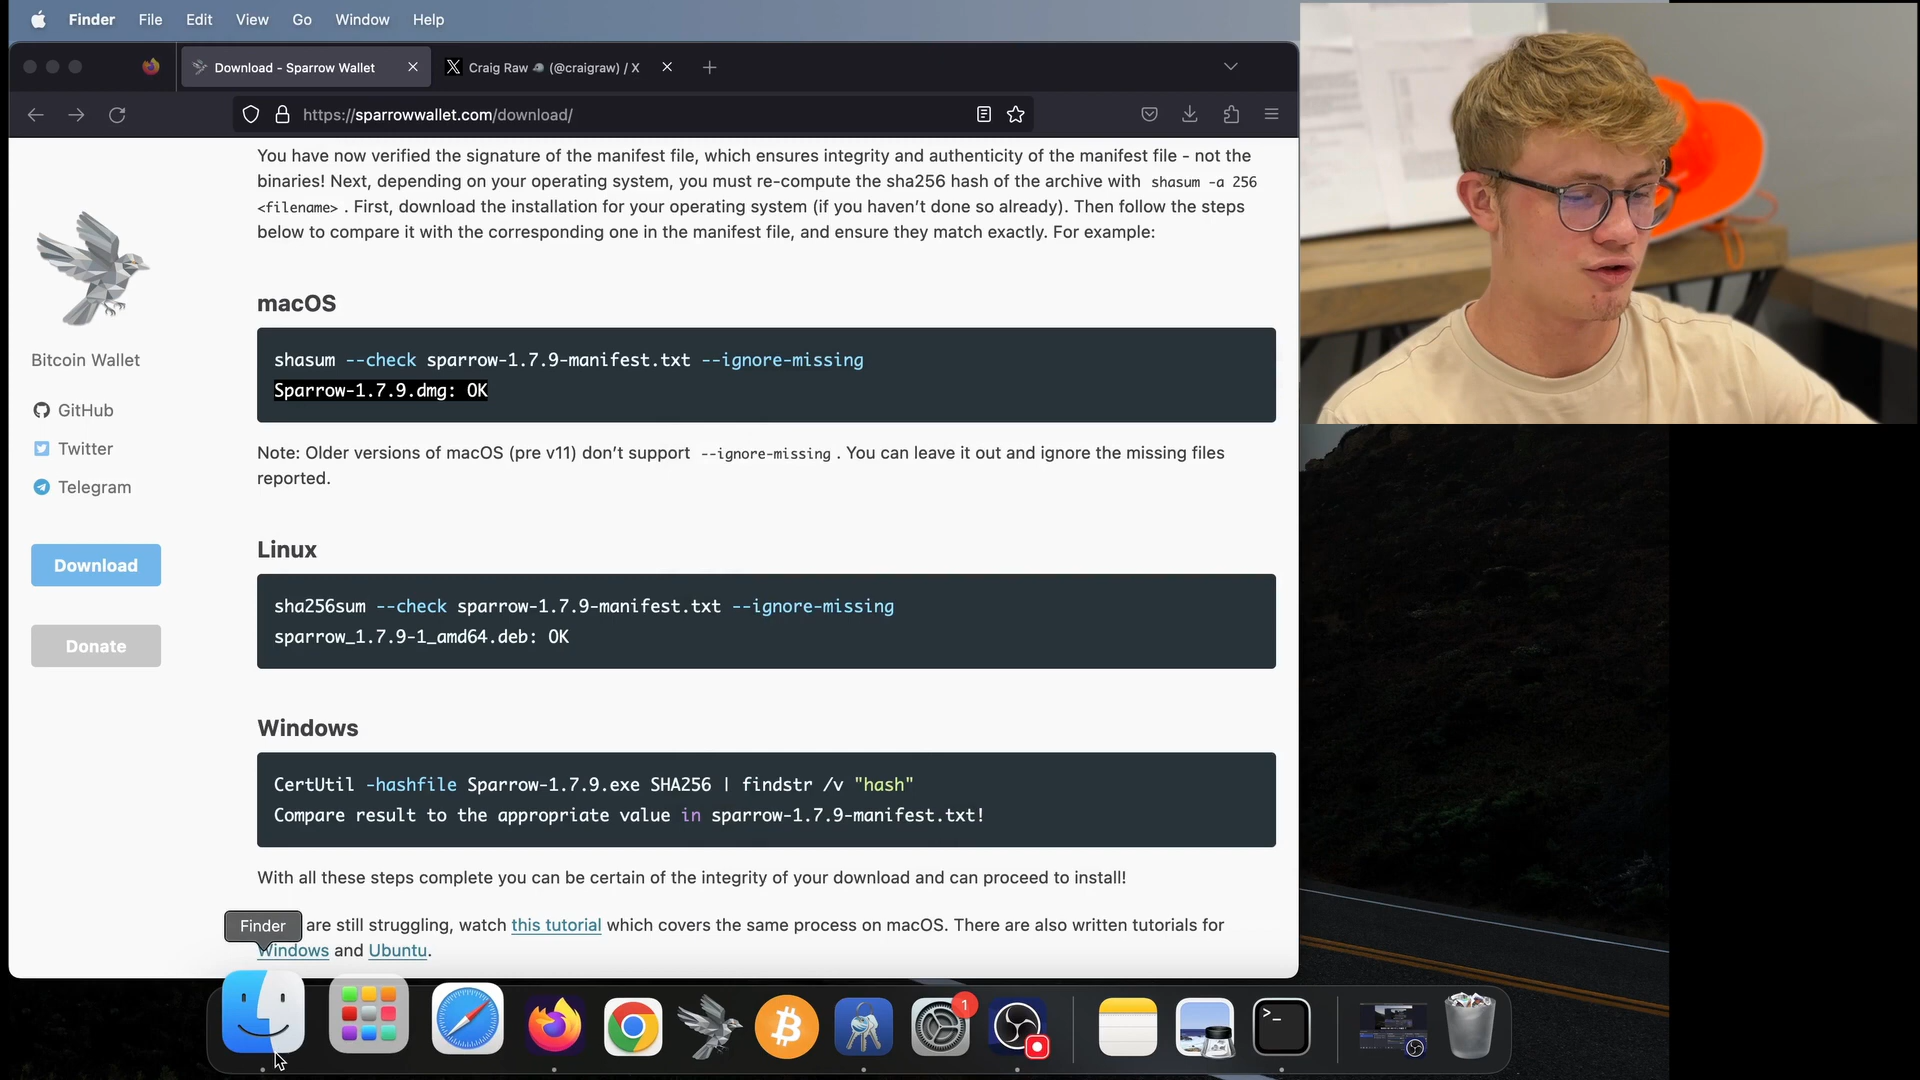 Finder File Edit View Go Window Help
Download - Sparrow Wallet
Craig Raw (@craigraw) / X
https://sparrowwallet.com/download/
You have now verified the signature of the manifest file, which ensures integrity and authenticity of the manifest file - not the
binaries! Next, depending on your operating system, you must re-compute the sha256 hash of the archive with shasum -a 256
<filename> . First, download the installation for your operating system (if you haven't done so already). Then follow the steps
below to compare it with the corresponding one in the manifest file, and ensure they match exactly. For example:
macOS
shasum --check sparrow-1.7.9-manifest.txt --ignore-missing
Sparrow-1.7.9.dmg: OK
Note: Older versions of macOS (pre v11) don't support --ignore-missing . You can leave it out and ignore the missing files
reported.
Bitcoin Wallet
GitHub
Twitter
Telegram
Download
Donate
Linux
sha256sum --check sparrow-1.7.9-manifest.txt --ignore-missing
sparrow_1.7.9-1_amd64.deb: OK
Windows
CertUtil -hashfile Sparrow-1.7.9.exe SHA256 | findstr /v "hash"
Compare result to the appropriate value in sparrow-1.7.9-manifest.txt!
With all these steps complete you can be certain of the integrity of your download and can proceed to install!
are still struggling, watch this tutorial which covers the same process on macOS. There are also written tutorials for
Windows and Ubuntu.
Finder
1
>_